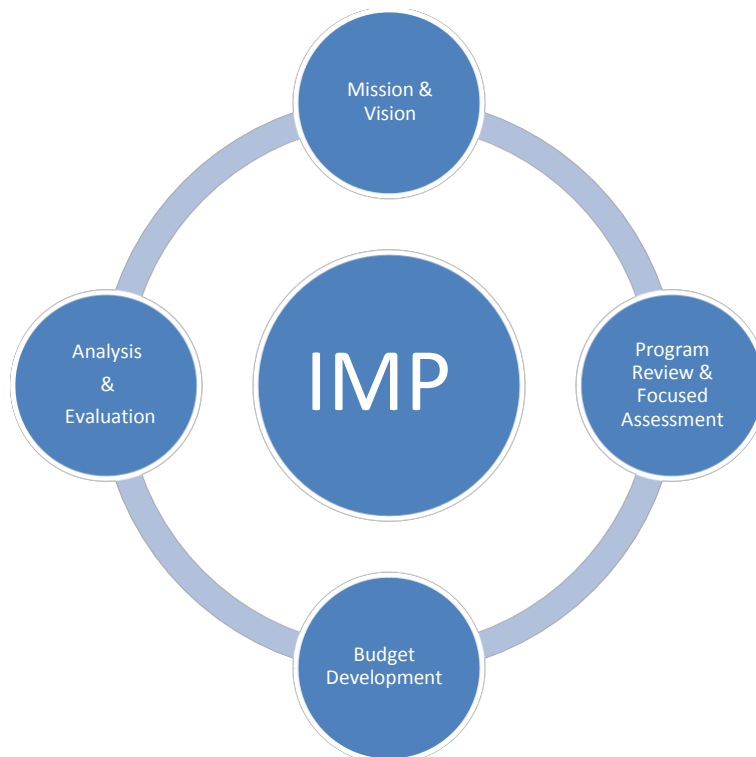 Mission &
Vision
Analysis
&
Evaluation
IMP
Program
Review &
Focused
Assessment
Budget
Development